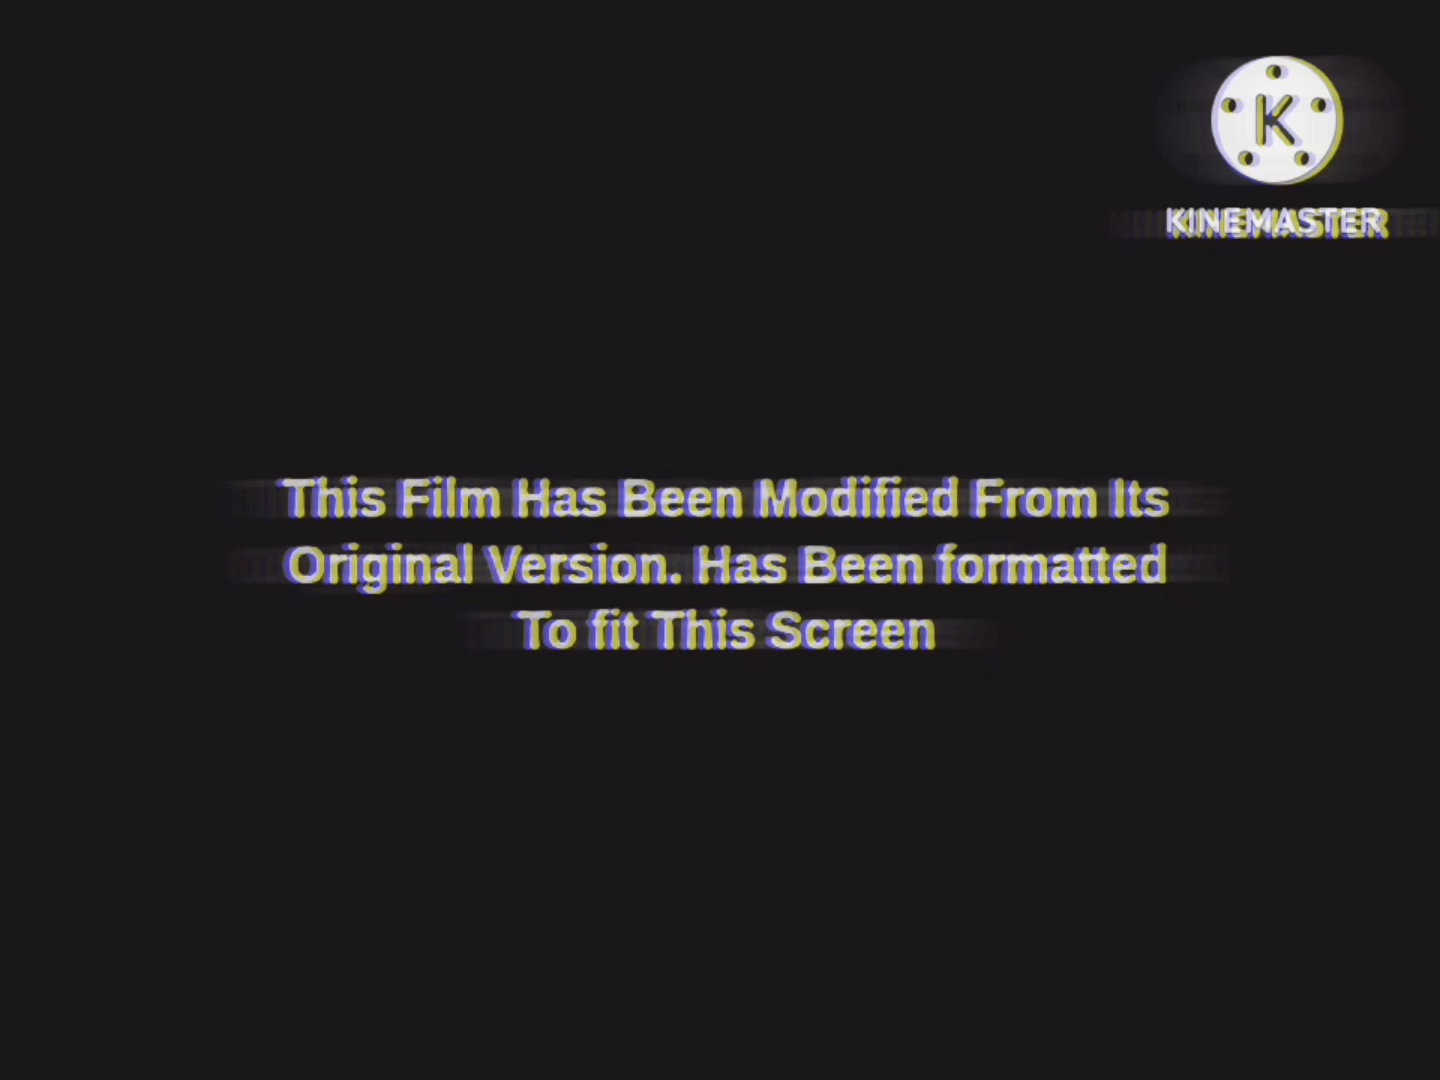 K
KINEMASTER
This Film Has Been Modified From Its
Original Version. Has Been formatted
To fit This Screen